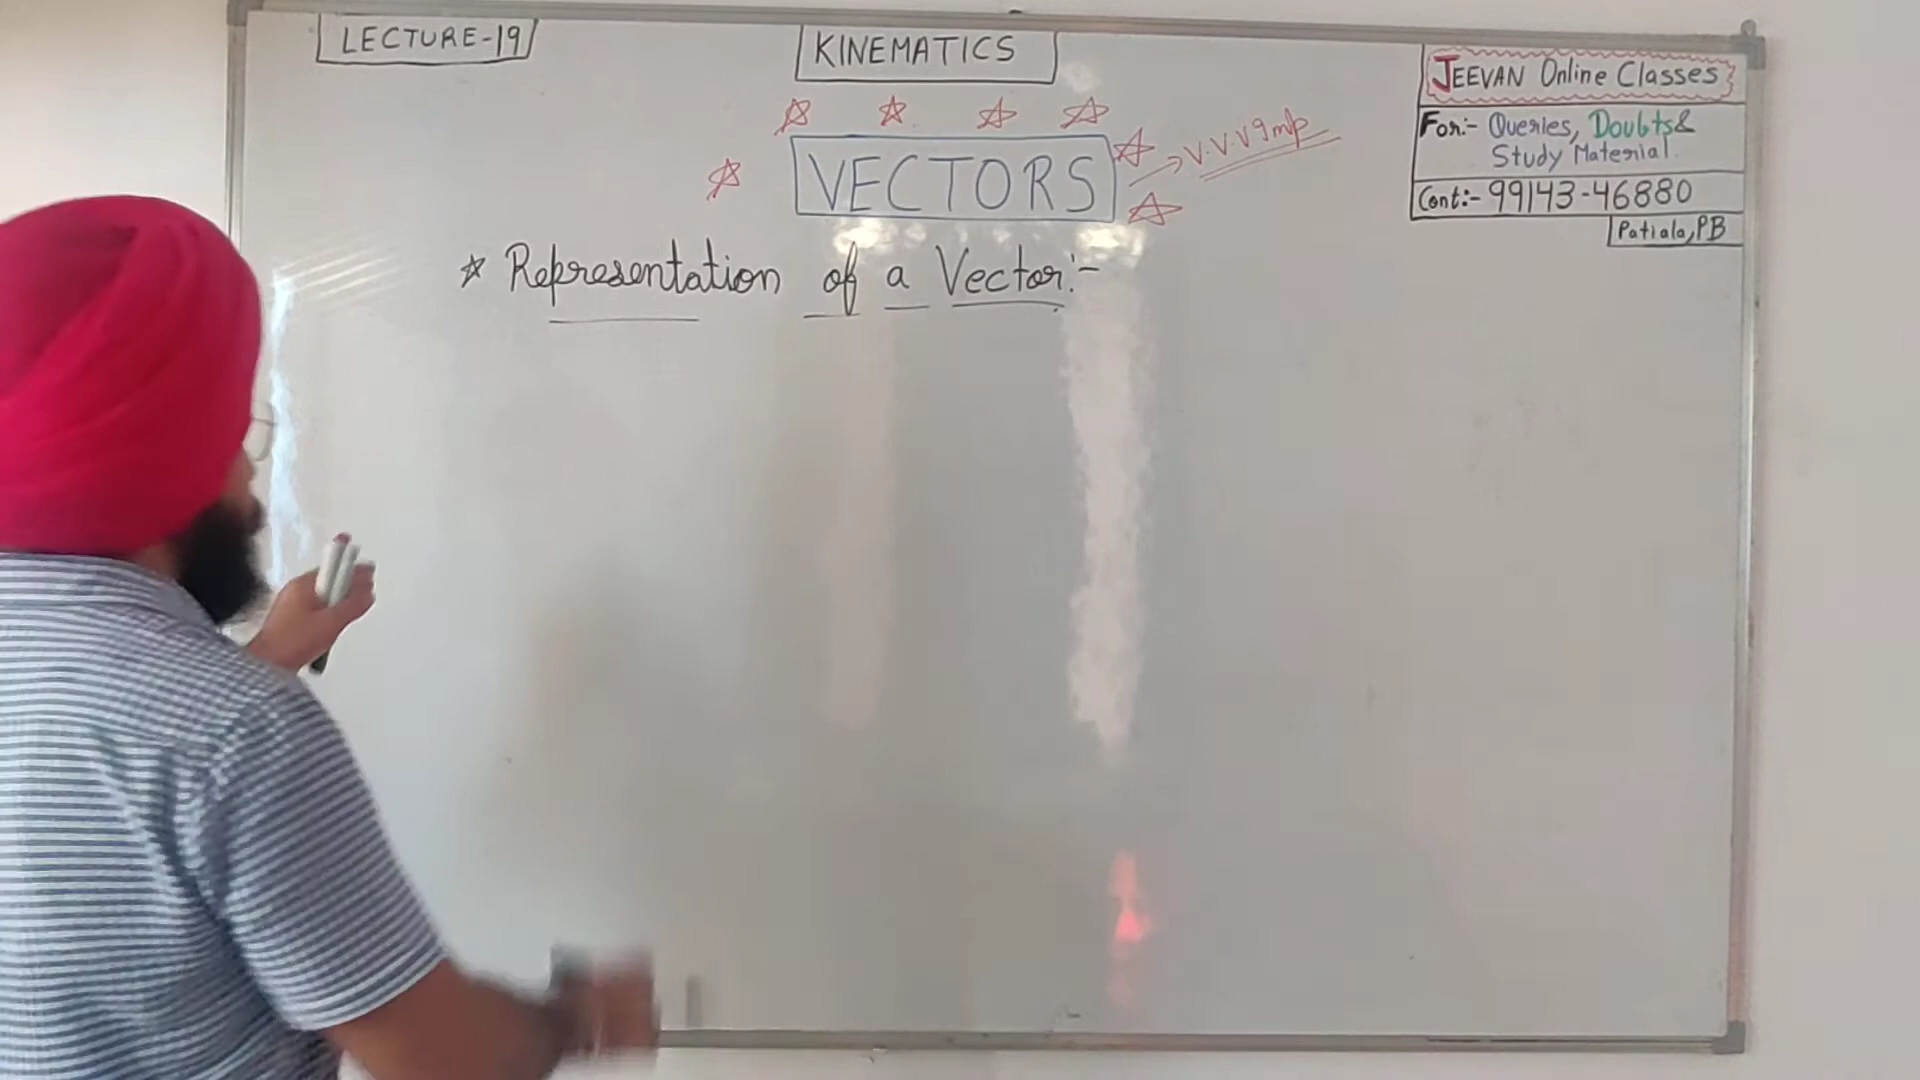 LECTURE-19
KINEMATICS
JEEVAN Online Classes
For:- Queries, Doubts&
Study Material
Cont:- 99143-46880
Patiala,PB
VECTORS
V.V.V Imp
Representation of a Vector:-